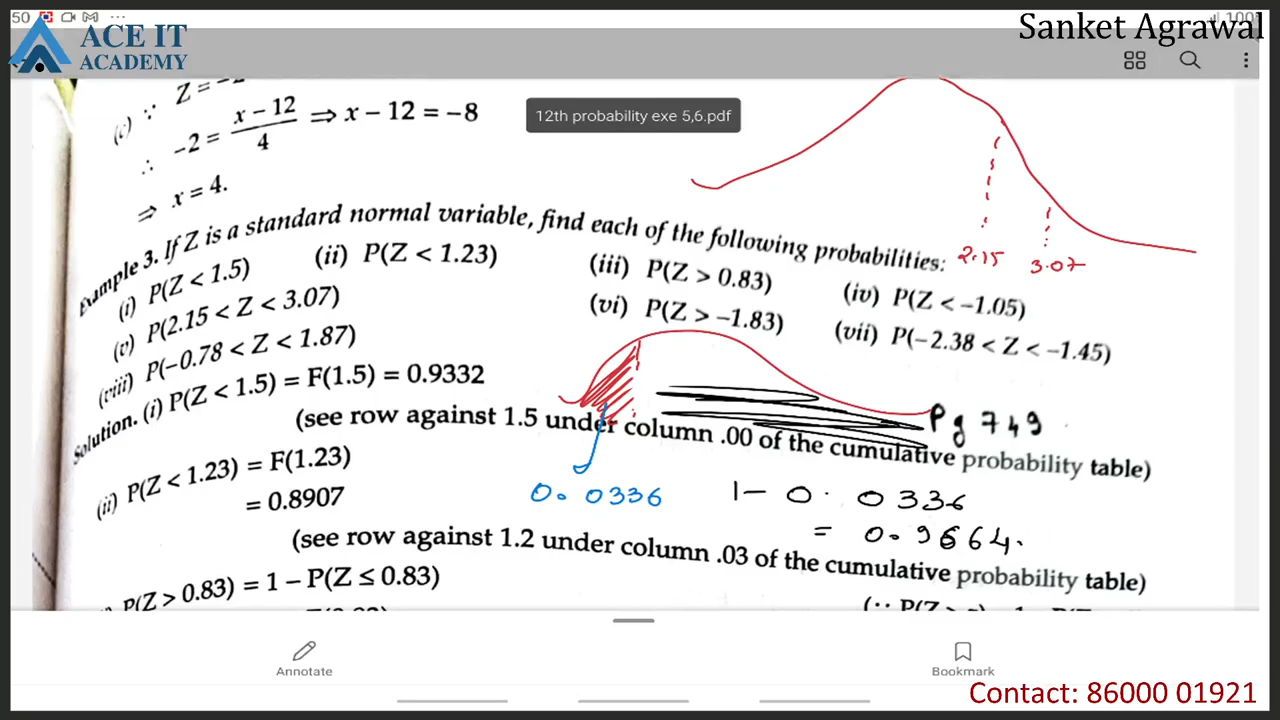 50 ... 100%
Sanket Agrawal
ACE IT
ACADEMY
12th probability exe 5,6.pdf
(c) ∵ Z = –2
∴ –2 = x – 12 / 4 ⇒ x – 12 = –8
⇒ x = 4.
Example 3. If Z is a standard normal variable, find each of the following probabilities:
(i) P(Z < 1.5) (ii) P(Z < 1.23) (iii) P(Z > 0.83) (iv) P(Z < –1.05)
(v) P(2.15 < Z < 3.07) (vi) P(Z > –1.83) (vii) P(–2.38 < Z < –1.45)
(viii) P(–0.78 < Z < 1.87)
2.15 3.07
Solution. (i) P(Z < 1.5) = F(1.5) = 0.9332
(see row against 1.5 under column .00 of the cumulative probability table)
Pg 749
(ii) P(Z < 1.23) = F(1.23)
= 0.8907
0.0336
1 – 0.0336
= 0.9664.
(see row against 1.2 under column .03 of the cumulative probability table)
P(Z > 0.83) = 1 – P(Z ≤ 0.83)
Annotate
Bookmark
Contact: 86000 01921